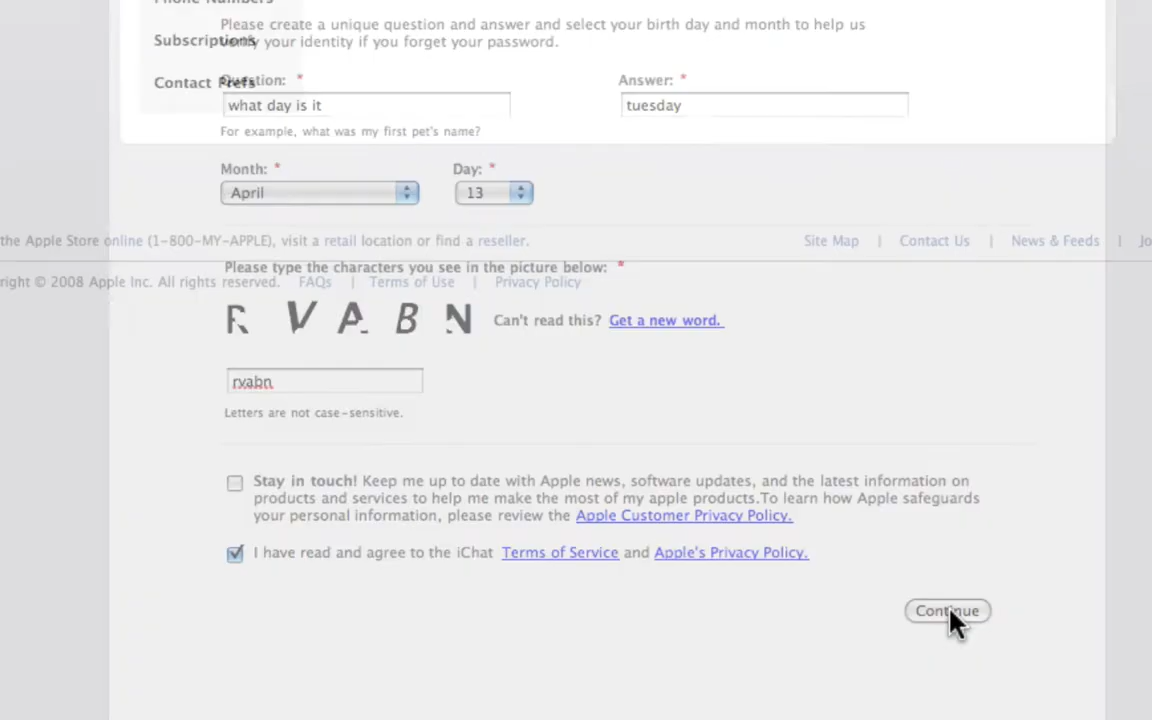 Phone Numbers
Please create a unique question and answer and select your birth day and month to help us
Subscriptions
verify your identity if you forget your password.
Question: *
Answer: *
Contact Prefs
what day is it
tuesday
For example, what was my first pet's name?
Month: *
Day: *
April
13
the Apple Store online (1-800-MY-APPLE), visit a retail location or find a reseller.
Site Map | Contact Us | News & Feeds |
Please type the characters you see in the picture below: *
right © 2008 Apple Inc. All rights reserved. FAQs | Terms of Use | Privacy Policy
R V A B N
Can't read this? Get a new word.
rvabn
Letters are not case-sensitive.
Stay in touch! Keep me up to date with Apple news, software updates, and the latest information on
products and services to help me make the most of my apple products.To learn how Apple safeguards
your personal information, please review the Apple Customer Privacy Policy.
I have read and agree to the iChat Terms of Service and Apple's Privacy Policy.
Continue